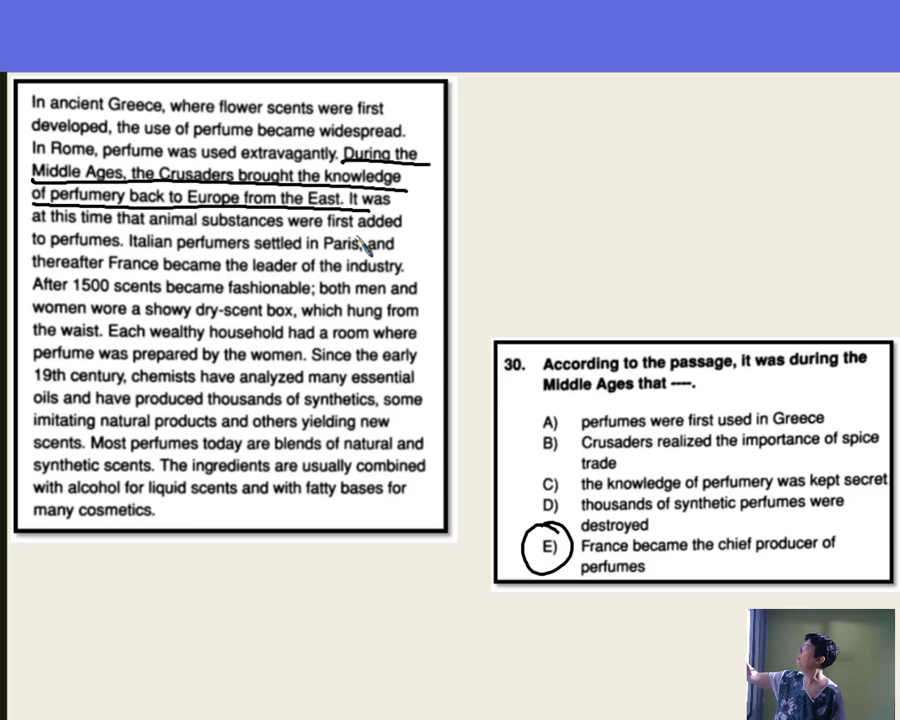 In ancient Greece, where flower scents were first
developed, the use of perfume became widespread.
In Rome, perfume was used extravagantly. During the
Middle Ages, the Crusaders brought the knowledge
of perfumery back to Europe from the East. It was
at this time that animal substances were first added
to perfumes. Italian perfumers settled in Paris, and
thereafter France became the leader of the industry.
After 1500 scents became fashionable; both men and
women wore a showy dry-scent box, which hung from
the waist. Each wealthy household had a room where
perfume was prepared by the women. Since the early
19th century, chemists have analyzed many essential
oils and have produced thousands of synthetics, some
imitating natural products and others yielding new
scents. Most perfumes today are blends of natural and
synthetic scents. The ingredients are usually combined
with alcohol for liquid scents and with fatty bases for
many cosmetics.
30. According to the passage, it was during the
Middle Ages that ----.
A) perfumes were first used in Greece
B) Crusaders realized the importance of spice
trade
C) the knowledge of perfumery was kept secret
D) thousands of synthetic perfumes were
destroyed
E) France became the chief producer of
perfumes